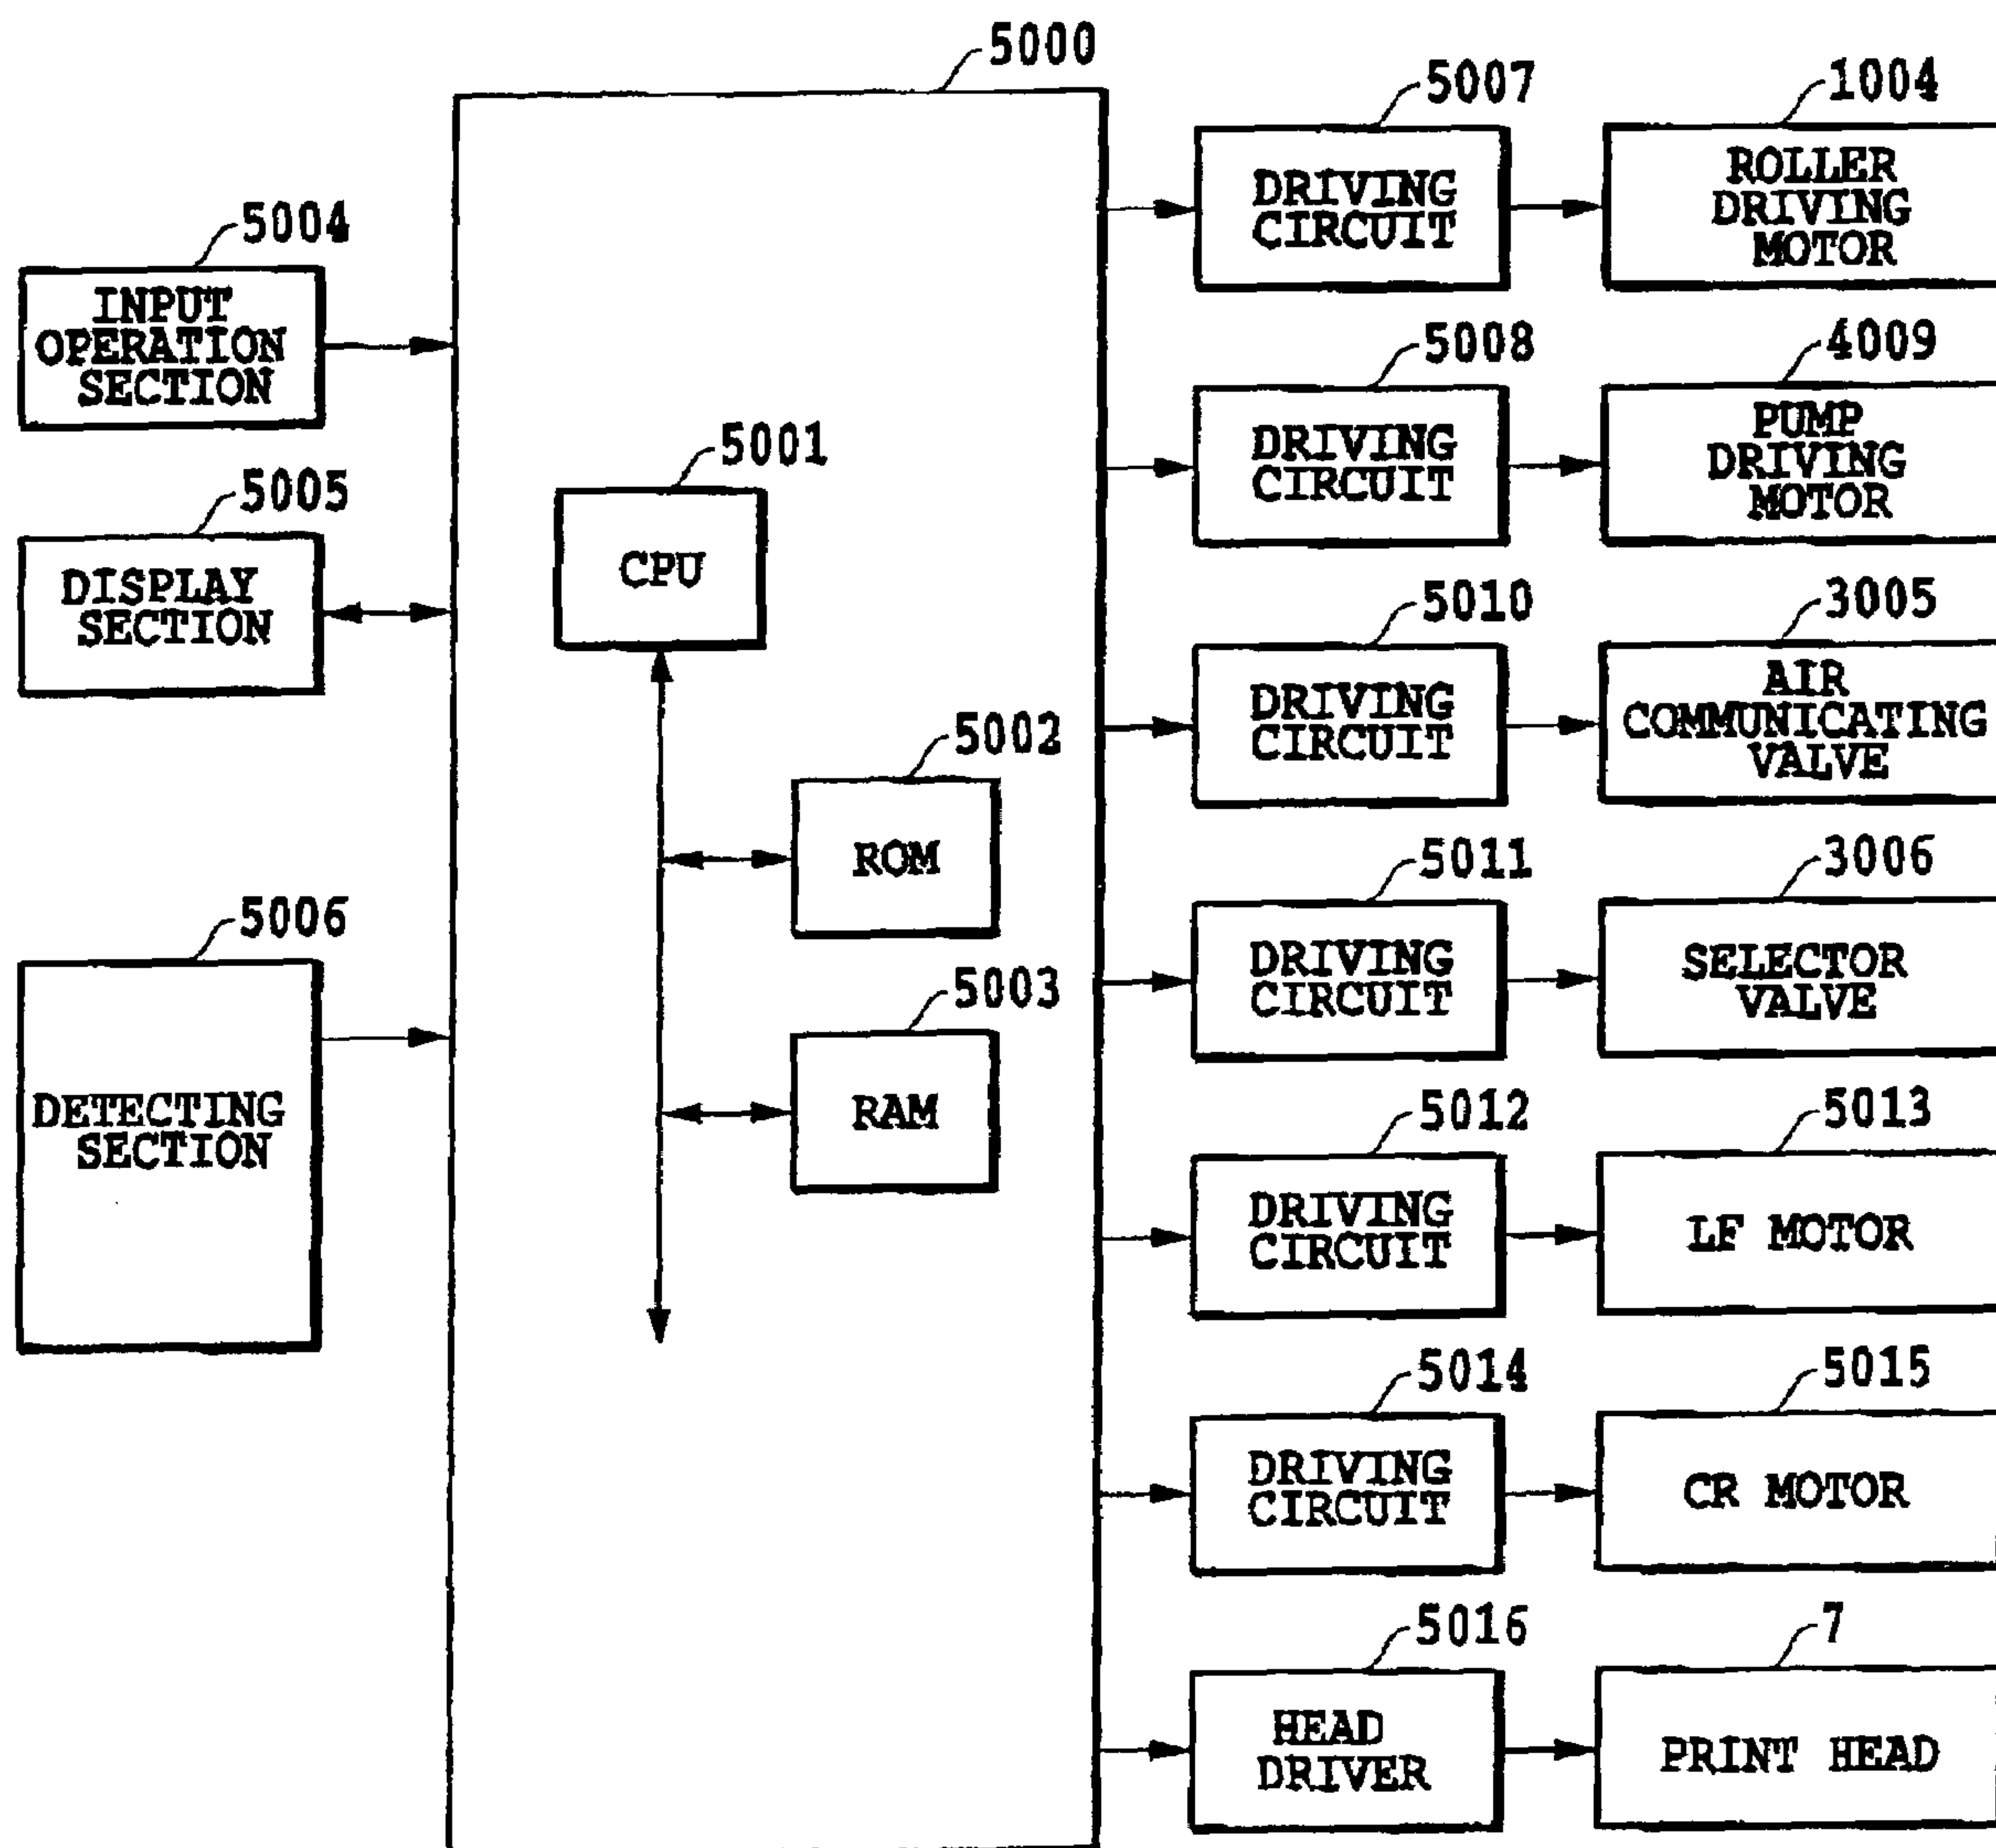 5000
5007
1004
DRIVING
CIRCUIT
ROLLER
DRIVING
MOTOR
5004
INPUT
OPERATION
SECTION
5008
4009
DRIVING
CIRCUIT
PUMP
DRIVING
MOTOR
5001
CPU
5005
DISPLAY
SECTION
5010
3005
DRIVING
CIRCUIT
AIR
COMMUNICATING
VALVE
5002
ROM
5011
3006
DRIVING
CIRCUIT
SELECTOR
VALVE
5006
DETECTING
SECTION
5003
RAM
5012
5013
DRIVING
CIRCUIT
LF MOTOR
5014
5015
DRIVING
CIRCUIT
CR MOTOR
5016
7
HEAD
DRIVER
PRINT HEAD